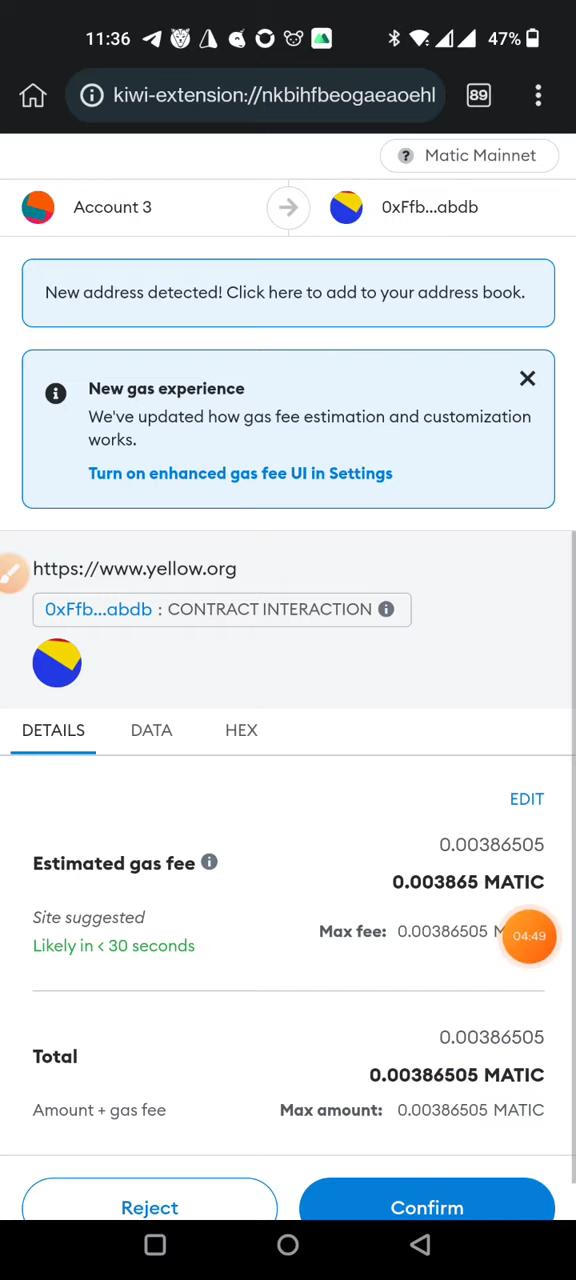 11:36
47%
kiwi-extension://nkbihfbeogaeaoehl
89
? Matic Mainnet
Account 3
0xFfb...abdb
New address detected! Click here to add to your address book.
New gas experience
We've updated how gas fee estimation and customization
works.
Turn on enhanced gas fee UI in Settings
https://www.yellow.org
0xFfb...abdb : CONTRACT INTERACTION
DETAILS DATA HEX
EDIT
0.00386505
Estimated gas fee
0.003865 MATIC
Site suggested
Max fee: 0.00386505 M
04:49
Likely in < 30 seconds
0.00386505
Total
0.00386505 MATIC
Amount + gas fee
Max amount: 0.00386505 MATIC
Reject
Confirm